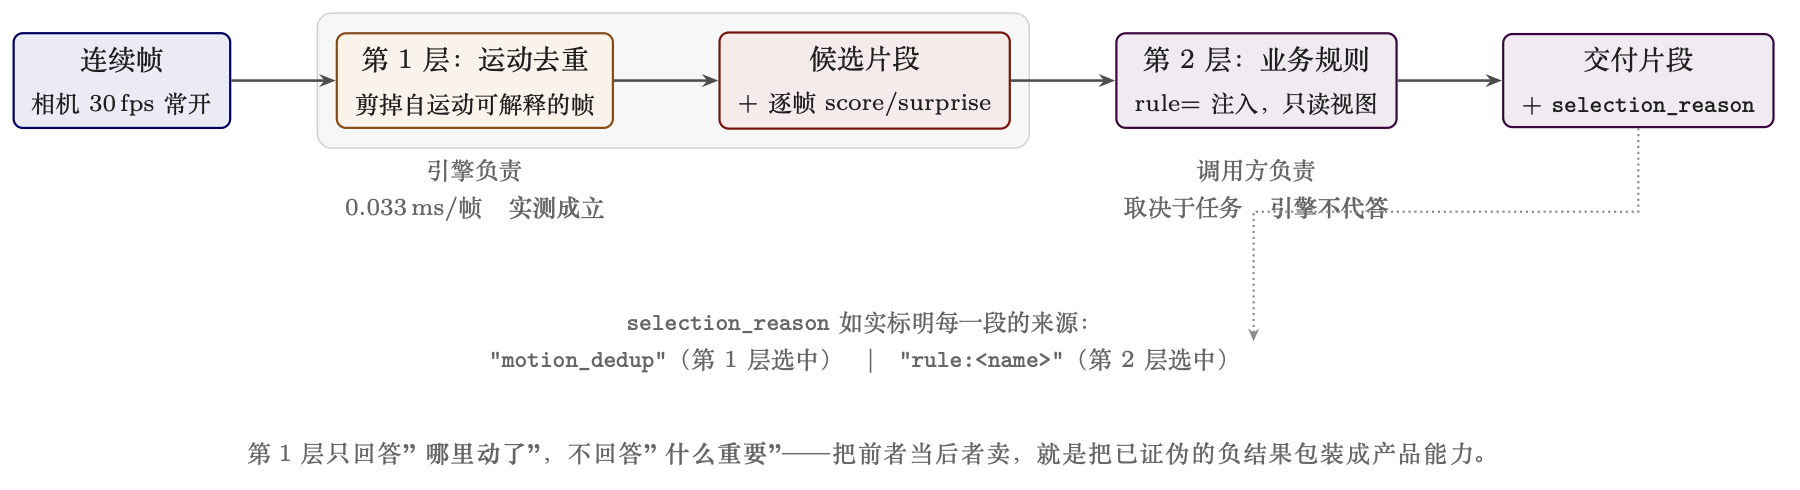 连续帧
相机 30 fps 常开
第 1 层：运动去重
剪掉自运动可解释的帧
候选片段
+ 逐帧 score/surprise
第 2 层：业务规则
rule= 注入，只读视图
交付片段
+ selection_reason
引擎负责
0.033 ms/帧 实测成立
调用方负责
取决于任务 引擎不代答
selection_reason 如实标明每一段的来源：
"motion_dedup"（第 1 层选中） | "rule:<name>"（第 2 层选中）
第 1 层只回答” 哪里动了”，不回答” 什么重要”——把前者当后者卖，就是把已证伪的负结果包装成产品能力。